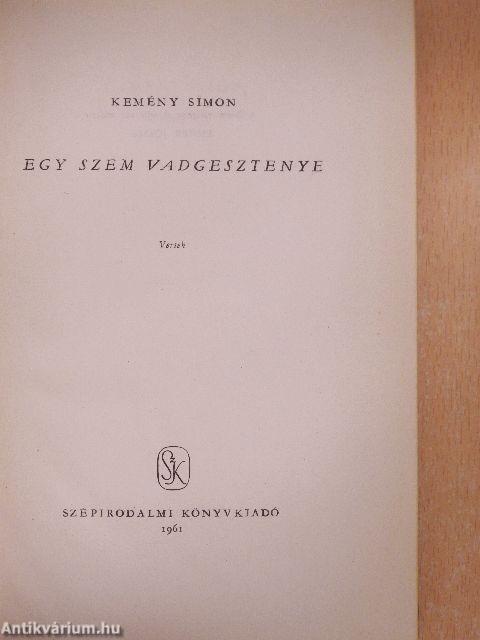 KEMÉNY SIMON
EGY SZEM VADGESZTENYE
Versek
SZK
SZÉPIRODALMI KÖNYVKIADÓ
1961
Antikvárium.hu